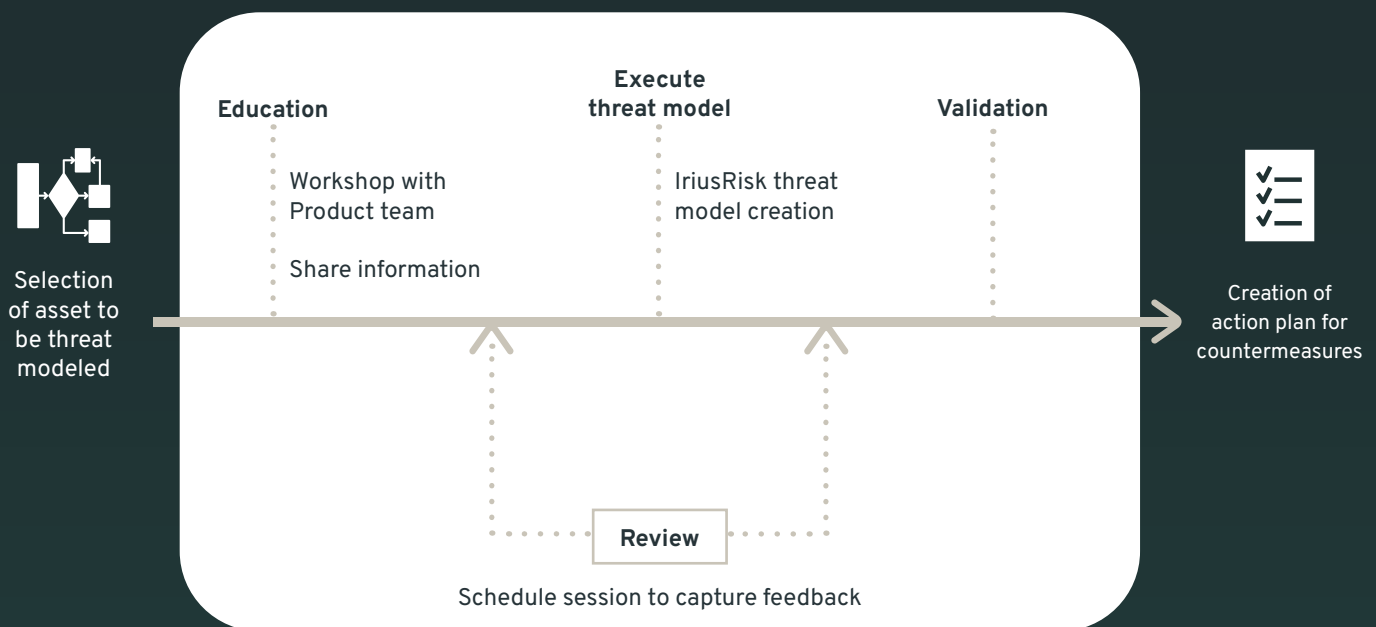 Selection
of asset to
be threat
modeled
Education
Workshop with
Product team
Share information
Execute
threat model
IriusRisk threat
model creation
Validation
Review
Schedule session to capture feedback
Creation of
action plan for
countermeasures